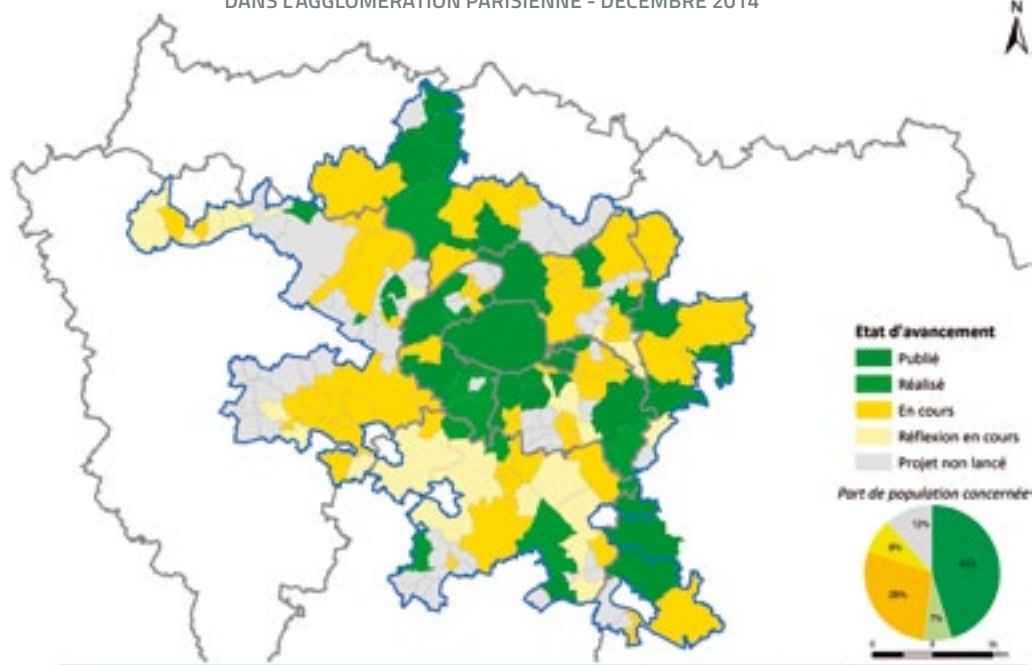 DANS L'AGGLOMÉRATION PARISIENNE - DÉCEMBRE 2014
N
Etat d'avancement
Publié
Réalisé
En cours
Réflexion en cours
Projet non lancé
Part de population concernée
12%
8%
28%
7%